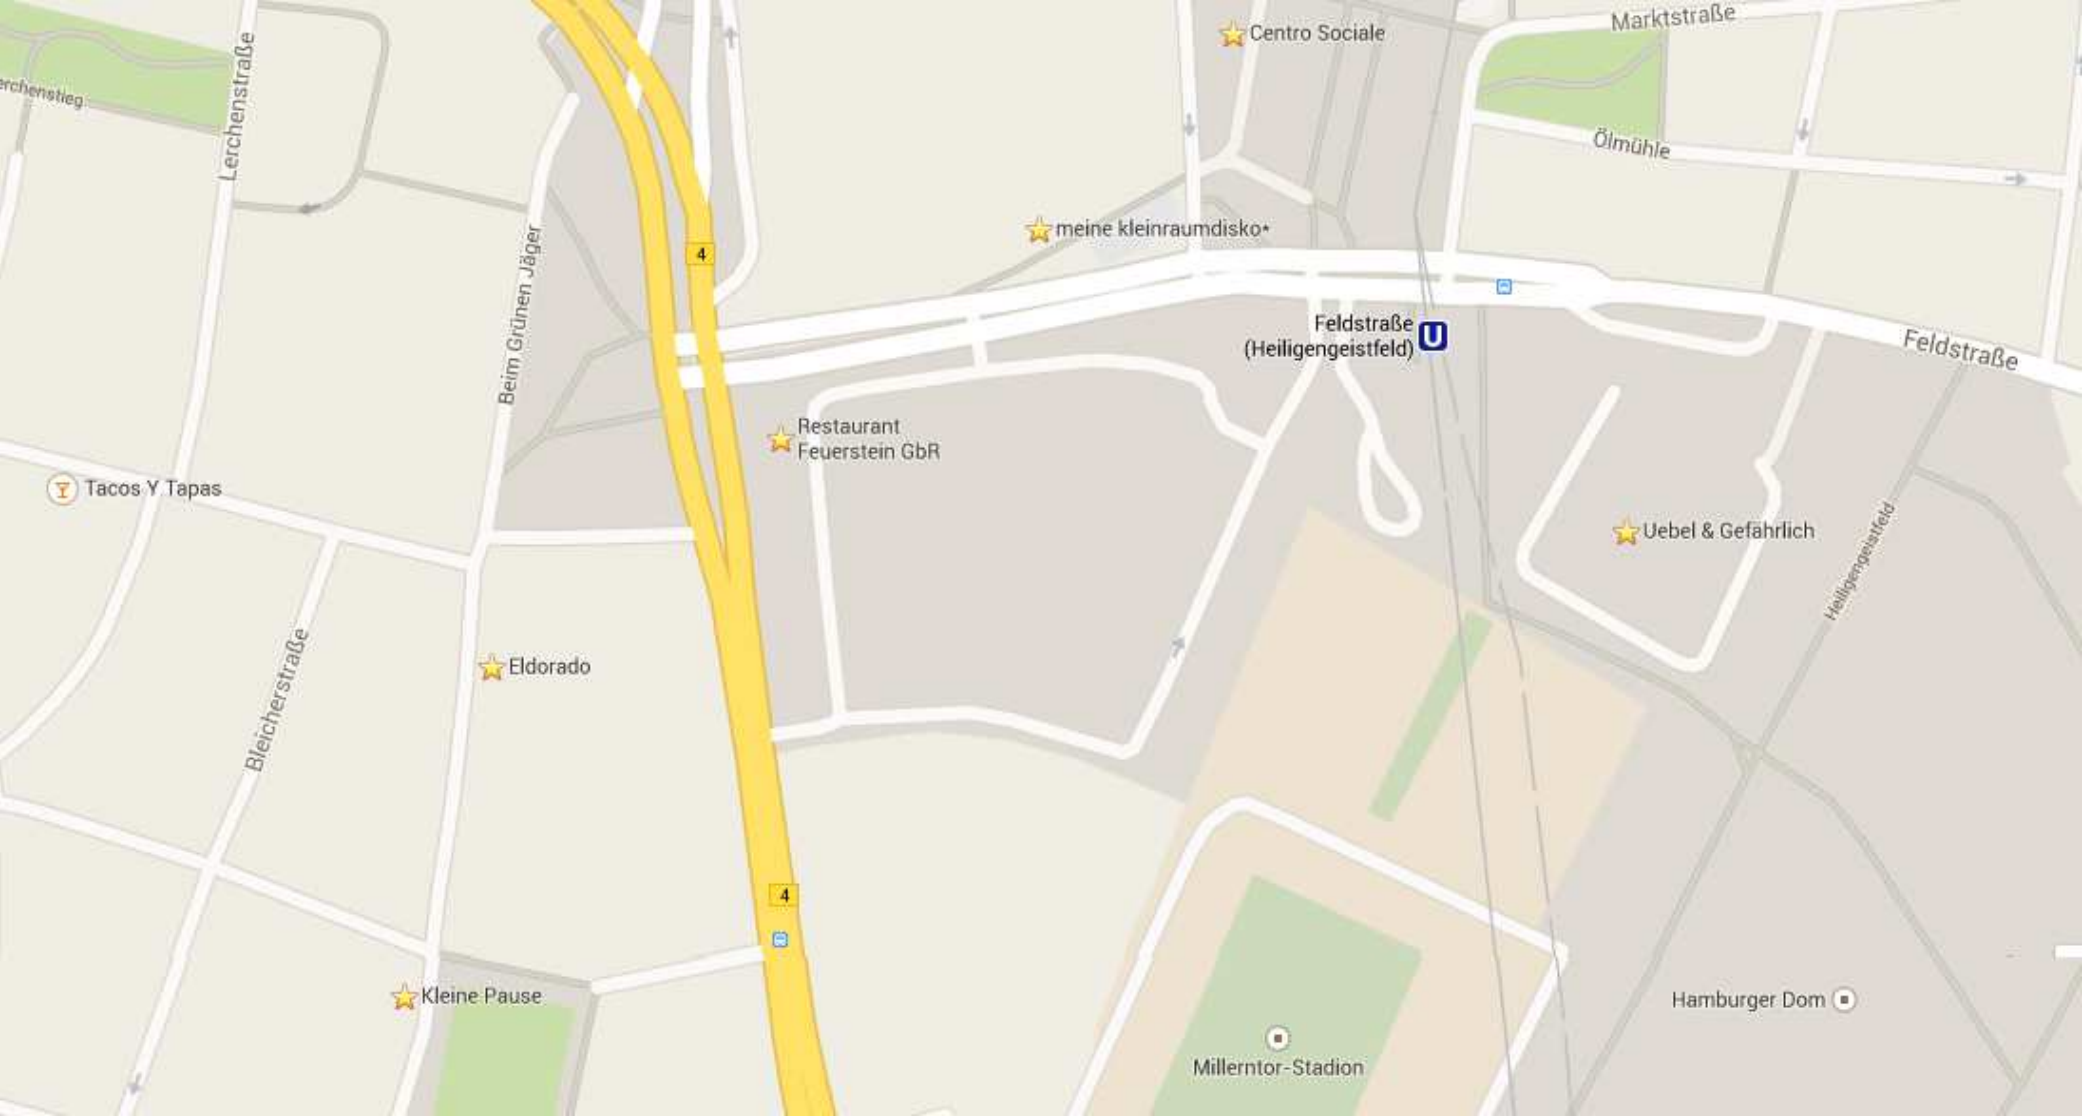 Marktstraße
Centro Sociale
Lerchenstraße
erchenstieg
Ölmühle
meine kleinraumdisko*
4
Beim Grünen Jäger
Feldstraße
(Heiligengeistfeld)
U
Feldstraße
Restaurant
Feuerstein GbR
Tacos Y Tapas
Uebel & Gefährlich
Heiligengeistfeld
Eldorado
Bleicherstraße
4
Kleine Pause
Hamburger Dom
Millerntor-Stadion